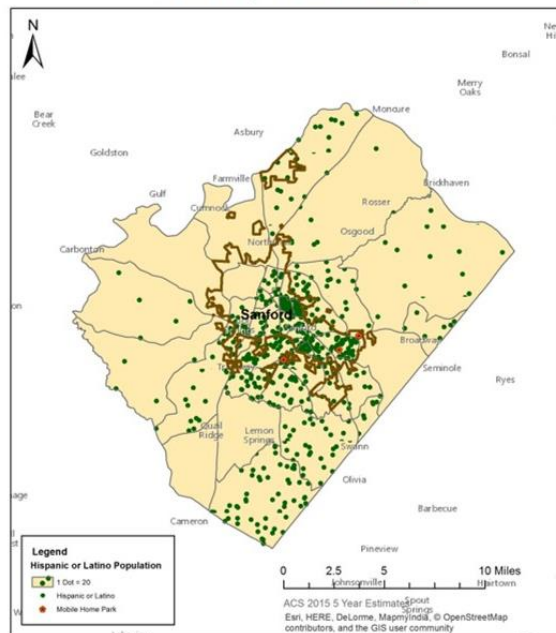 N
Bonsal
Merry
Oaks
Moncure
Bear
Creek
Asbury
Goldston
Farmville
Brickhaven
Gulf
Cumnock
Rosser
Osgood
Carbonton
Sanford
Broadway
Seminole
Ryes
Quail
Ridge
Lemon
Springs
Swann
Olivia
Cameron
Barbecue
Pineview
Legend
Hispanic or Latino Population
1 Dot = 20
Hispanic or Latino
Mobile Home Park
0 2.5 5 10 Miles
Johnsonville
Spout
Springs
ACS 2015 5 Year Estimates
Esri, HERE, DeLorme, MapmyIndia, © OpenStreetMap
contributors, and the GIS user community